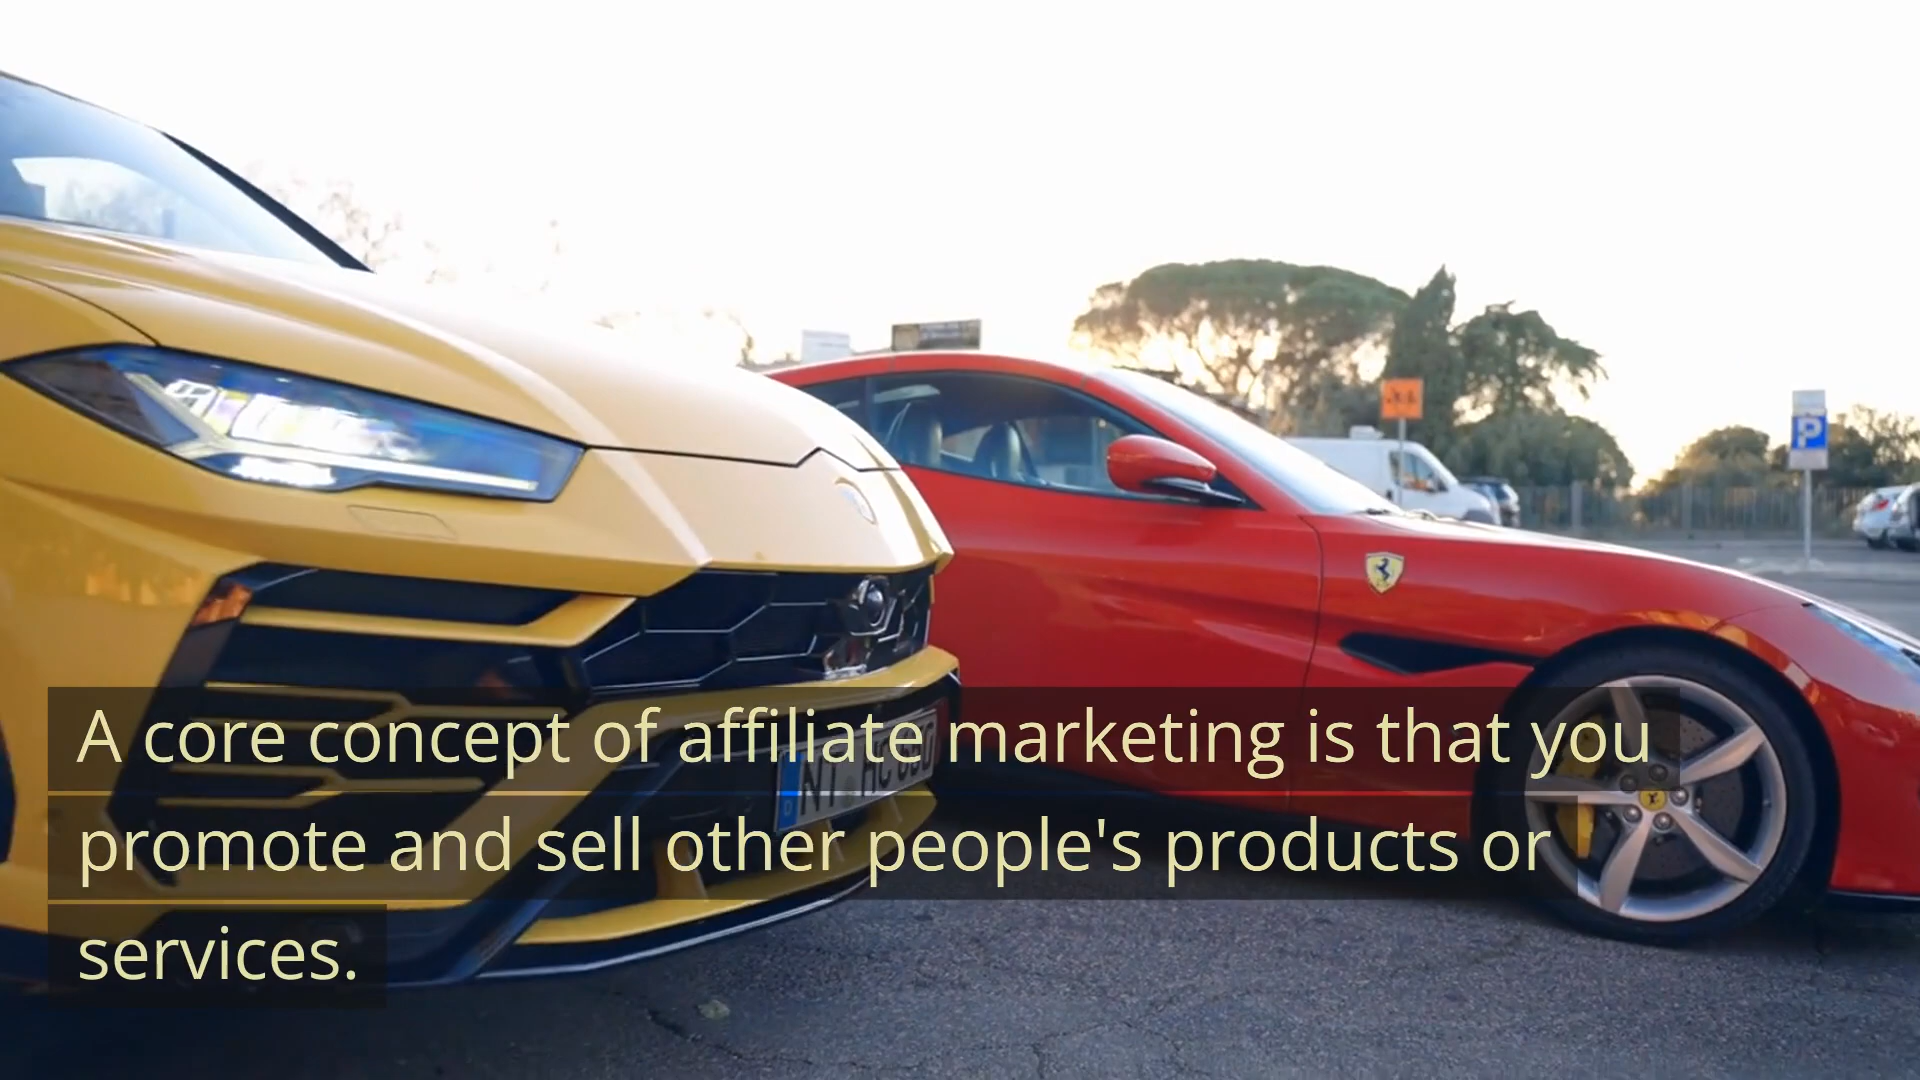 P
A core concept of affiliate marketing is that you
promote and sell other people's products or
services.